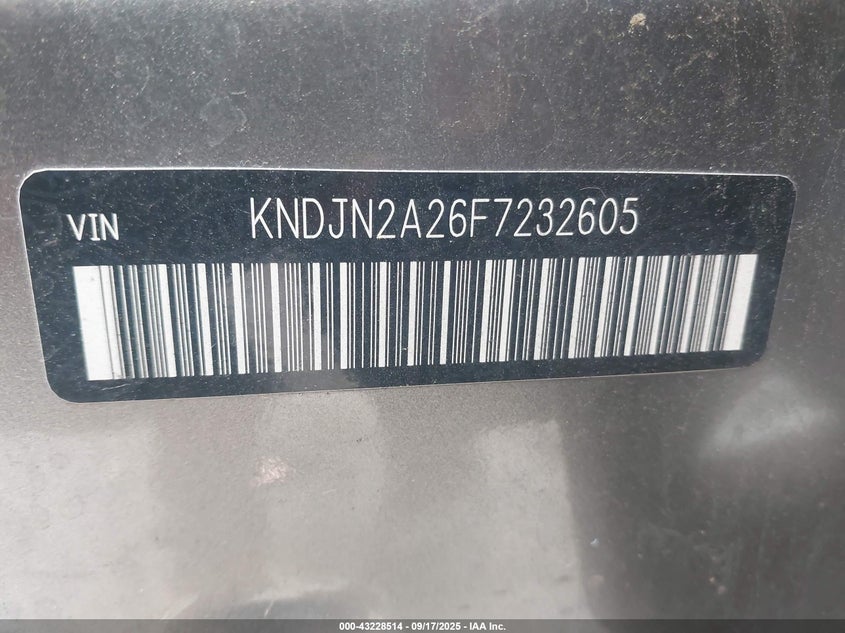 VIN KNDJN2A26F7232605
000-43228514 - 09/17/2025 - IAA Inc.